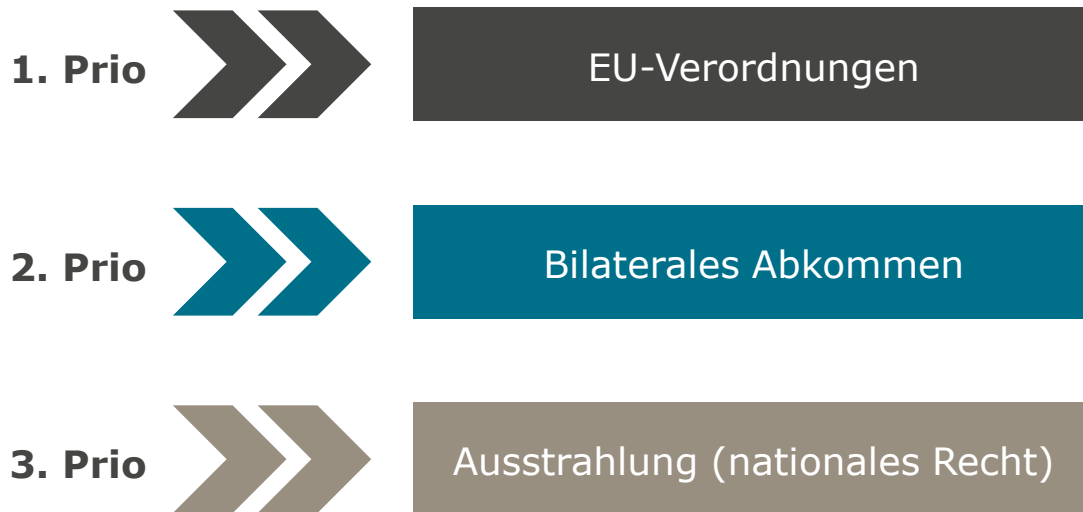 1. Prio
EU-Verordnungen
2. Prio
Bilaterales Abkommen
3. Prio
Ausstrahlung (nationales Recht)